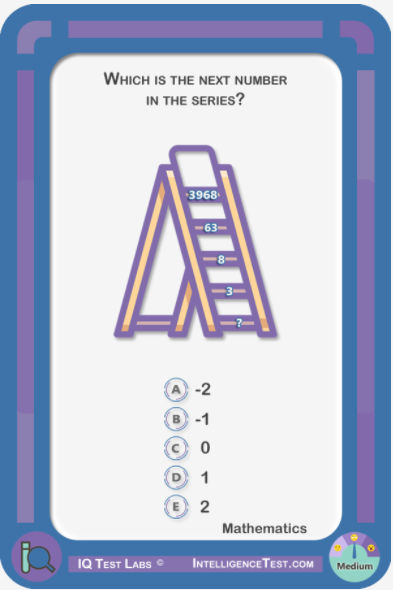 Which is the next number
in the series?
3968
63
8
3
?
A -2
B -1
C 0
D 1
E 2
Mathematics
iQ
IQ Test Labs © IntelligenceTest.com
Medium